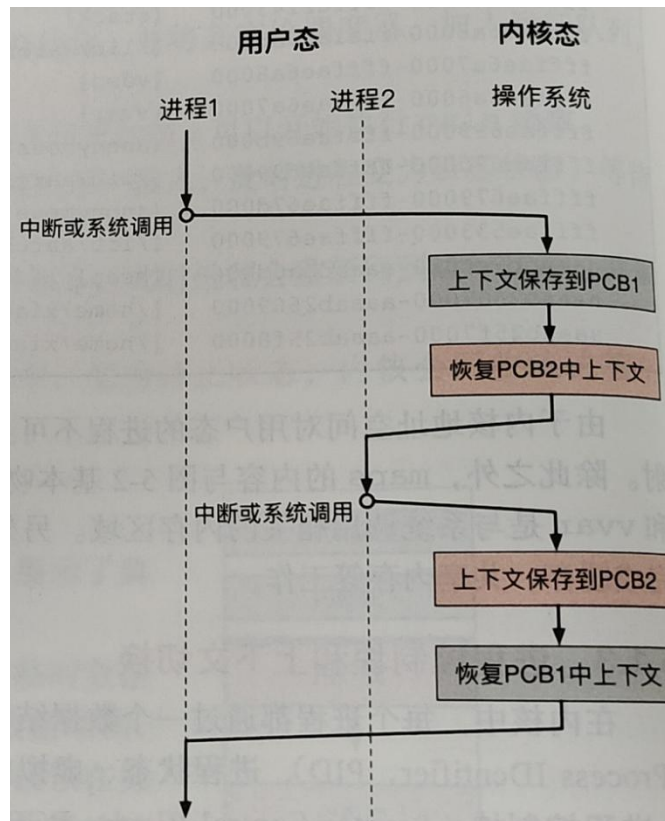 用户态
内核态
进程1
进程2
操作系统
中断或系统调用
上下文保存到PCB1
恢复PCB2中上下文
中断或系统调用
上下文保存到PCB2
恢复PCB1中上下文